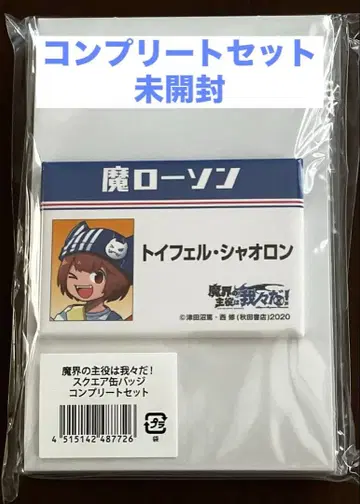 コンプリートセット
未開封
魔ローソン
トイフェル・シャオロン
魔界の
主役は我々だ!
©津田沼篤・西 修(秋田書店)2020
魔界の主役は我々だ!
スクエア缶バッジ
コンプリートセット
4 515142 487726
プラ
袋